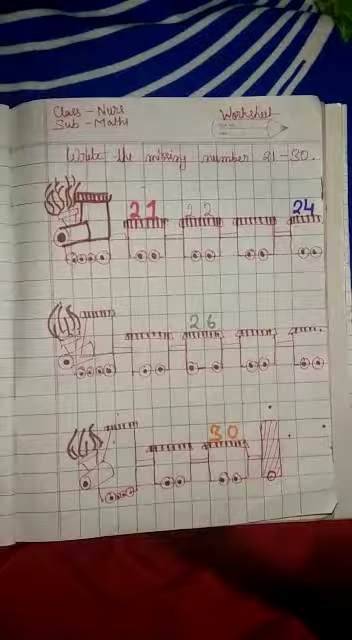 Class - Nurs
Sub - Maths
Worksheet
Write the missing number 21-30.
21 22 24
26
30